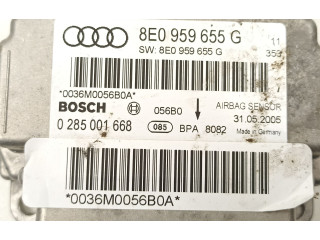 8E0 959 655 G
SW: 8E0 959 655 G
11
353
*0036M0056B0A*
BOSCH
056B0
AIRBAG SENSOR
31.05.2005
0 285 001 668
085
BPA 8082
Made in Germany
*0036M0056B0A*